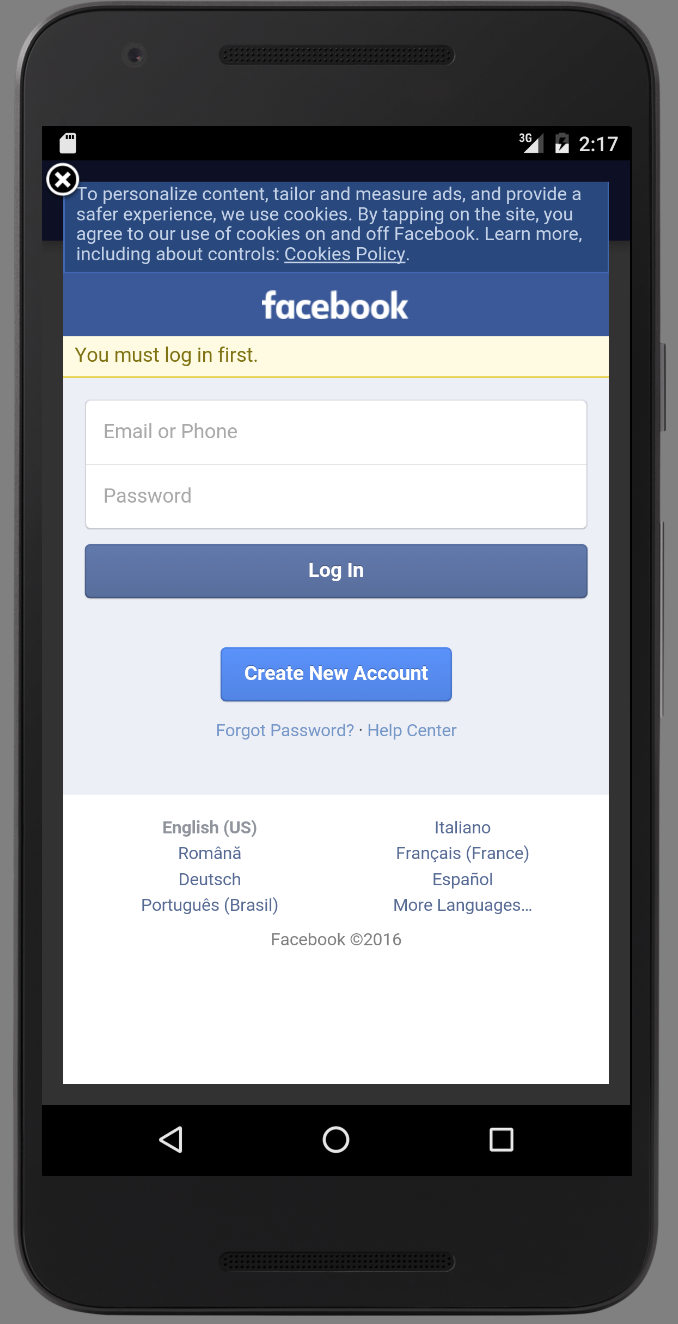 3G 2:17
To personalize content, tailor and measure ads, and provide a
safer experience, we use cookies. By tapping on the site, you
agree to our use of cookies on and off Facebook. Learn more,
including about controls: Cookies Policy.
facebook
You must log in first.
Email or Phone
Password
Log In
Create New Account
Forgot Password? · Help Center
English (US) Italiano
Română Français (France)
Deutsch Español
Português (Brasil) More Languages...
Facebook ©2016